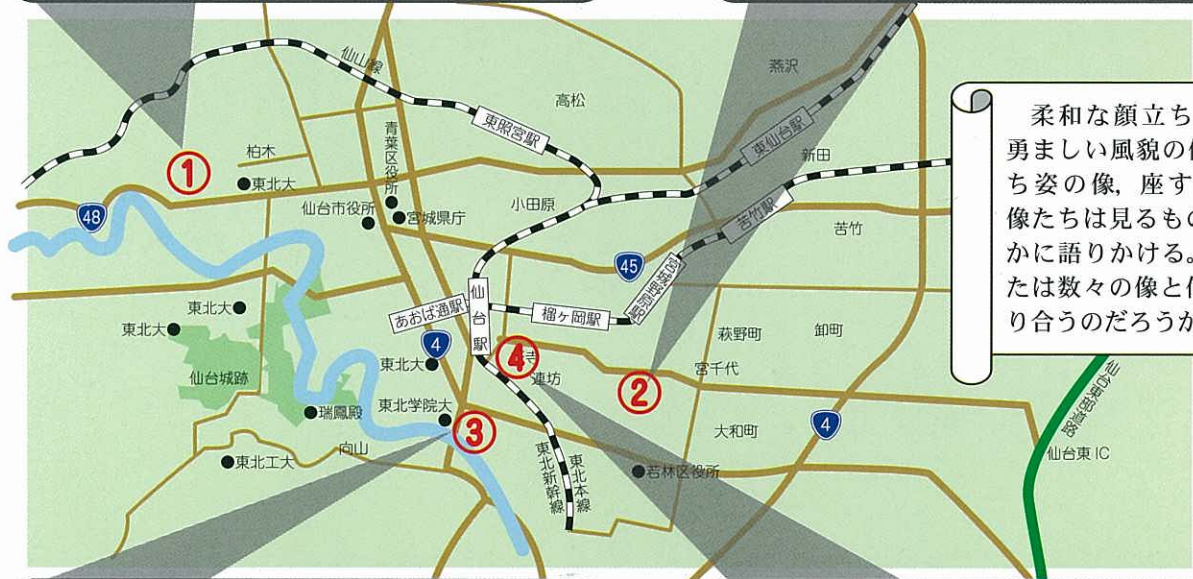 仙山線
燕沢
高松
東照宮駅
東仙台駅
新田
柏木
青葉区役所
①
東北大
仙台市役所
宮城県庁
小田原
苦竹駅
苦竹
48
45
宮城野原駅
仙台駅
あおば通駅
榴ヶ岡駅
東北大
東北大
4
萩野町
卸町
仙台城跡
東北大
④
寺
連坊
宮千代
②
瑞鳳殿
東北学院大
③
大和町
4
向山
東北工大
東北新幹線
東北本線
若林区役所
仙台東部道路
仙台東IC
柔和な顔立ち
勇ましい風貌の
ち姿の像，座す
像たちは見るもの
かに語りかける。
たは数々の像と
り合うのだろうか